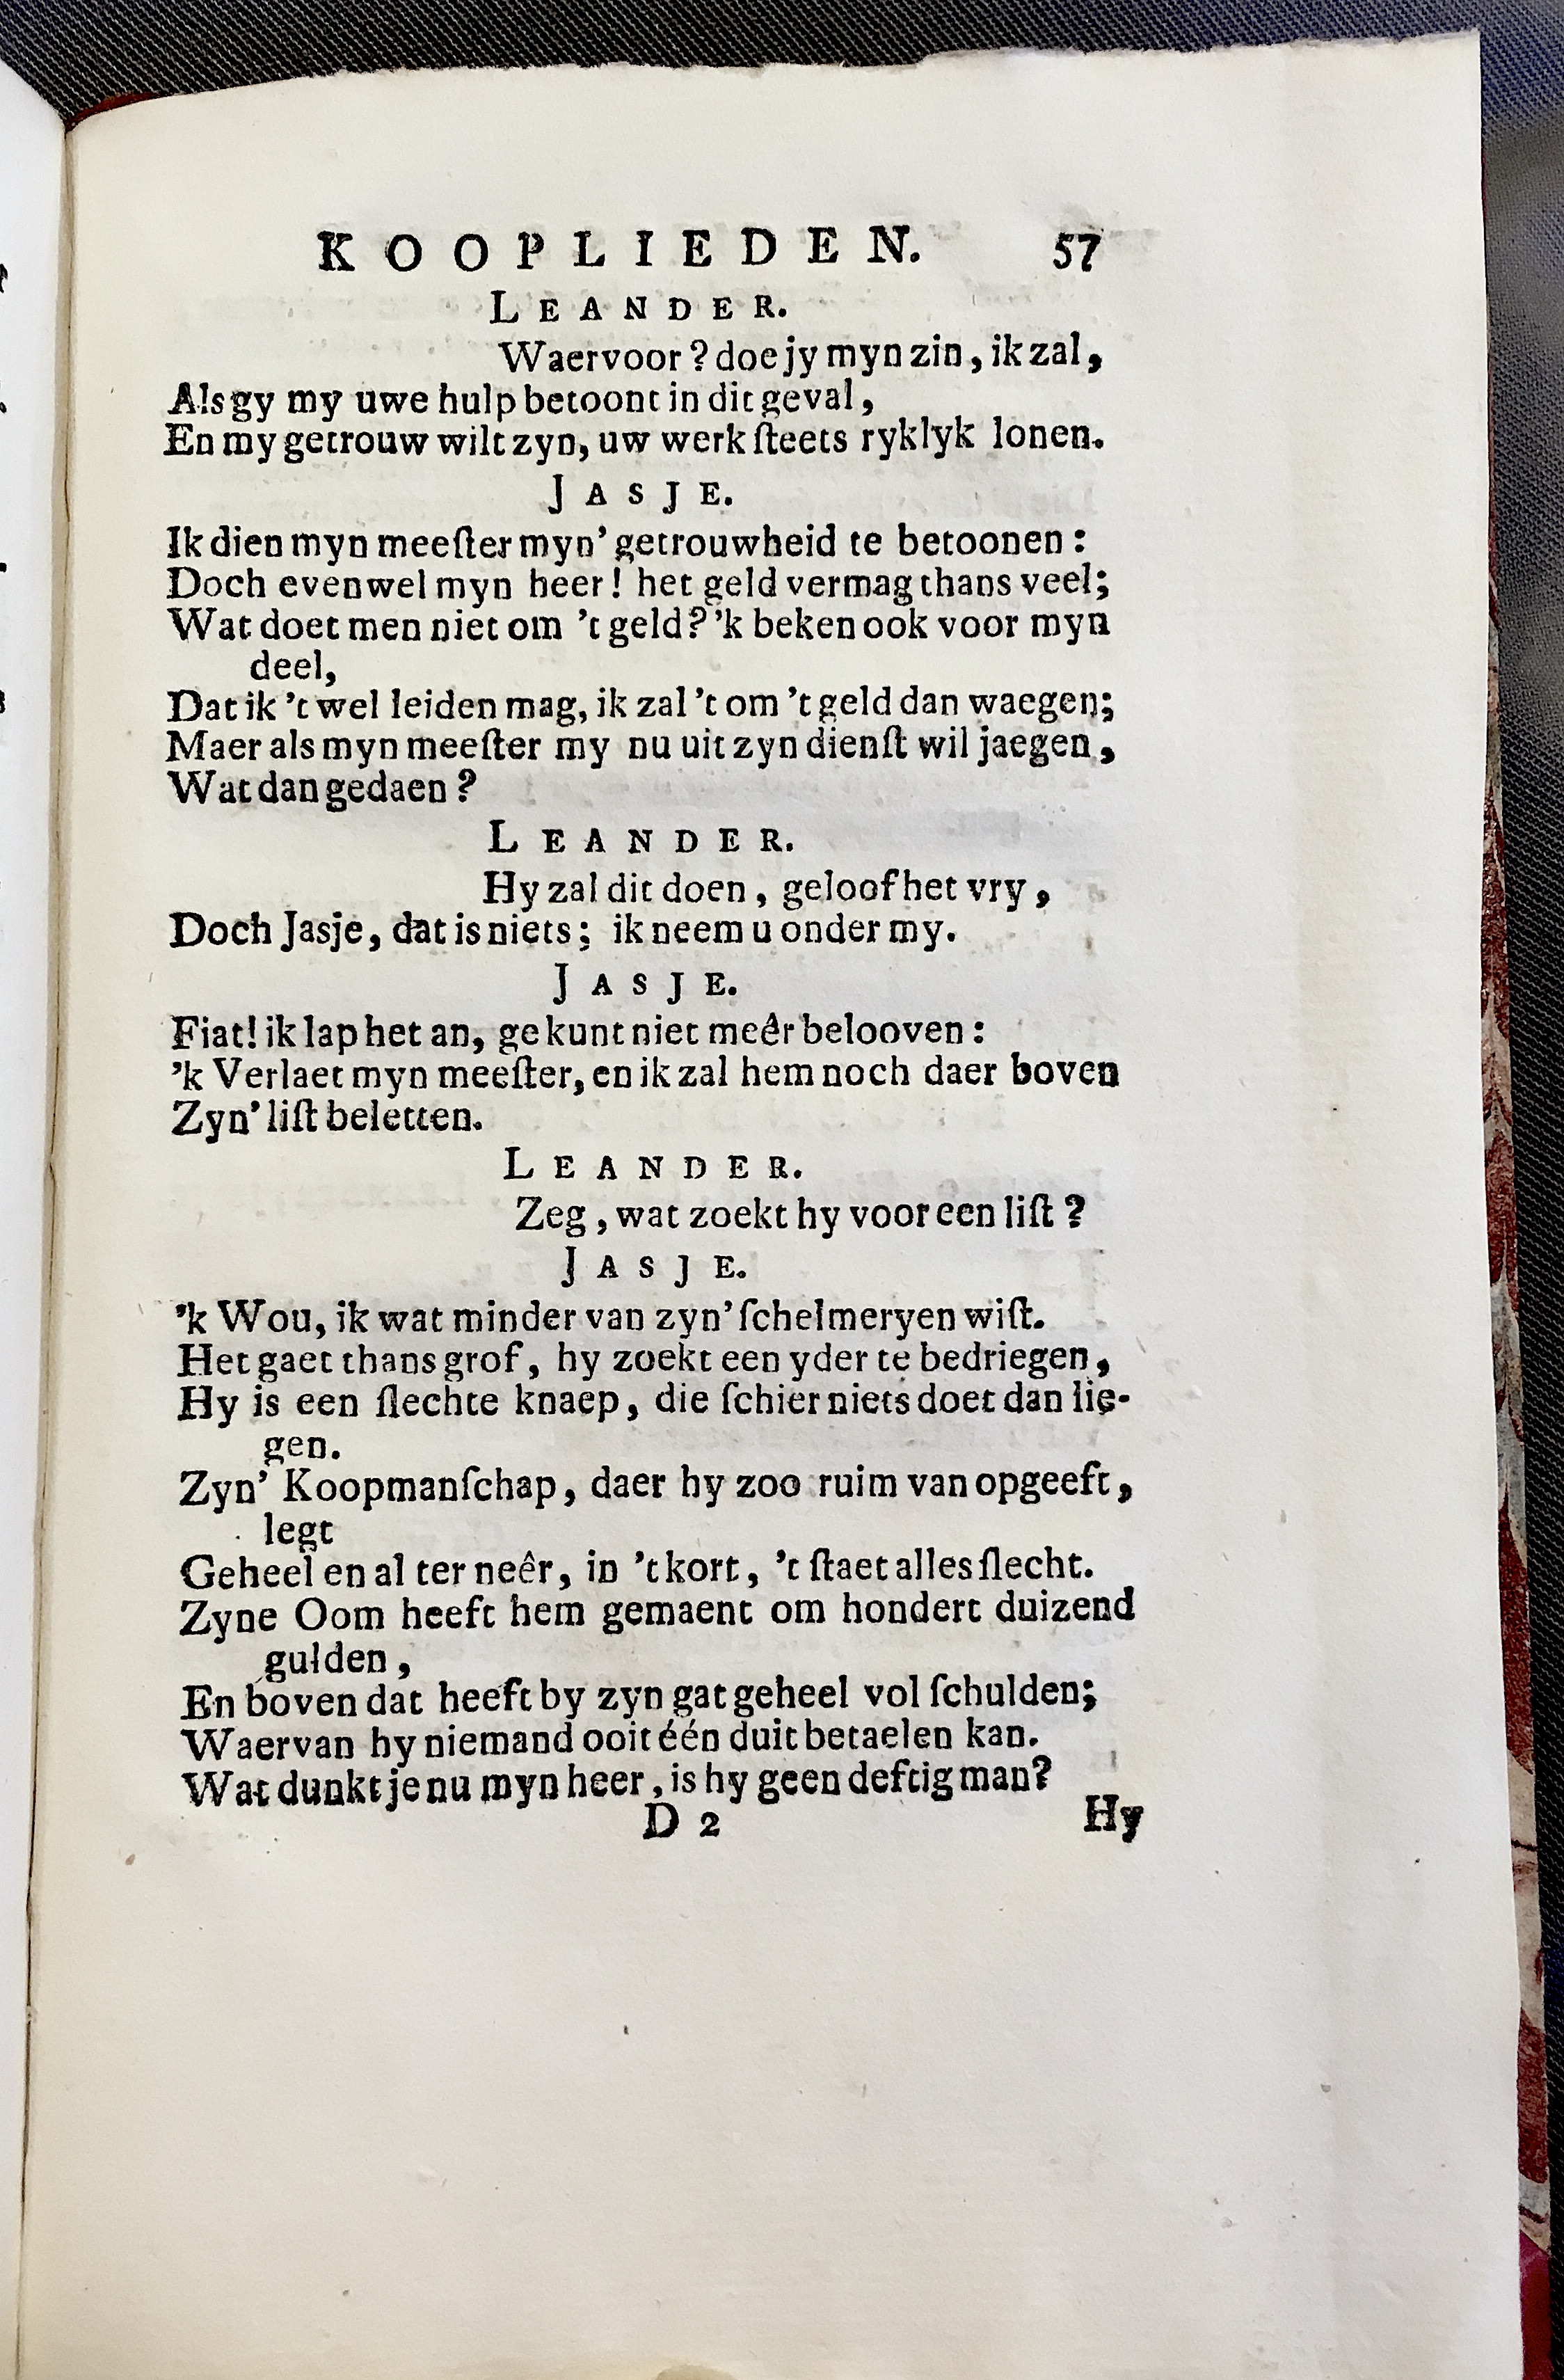 KOOPLIEDEN. 57
LEANDER.
Waervoor? doe jy myn zin, ik zal,
Als gy my uwe hulp betoont in dit geval,
En my getrouw wilt zyn, uw werk ſteets ryklyk lonen.
JASJE.
Ik dien myn meeſter myn' getrouwheid te betoonen:
Doch evenwel myn heer! het geld vermag thans veel;
Wat doet men niet om 't geld? 'k beken ook voor myn
deel,
Dat ik 't wel leiden mag, ik zal 't om 't geld dan waegen;
Maer als myn meeſter my nu uit zyn dienſt wil jaegen,
Wat dan gedaen?
LEANDER.
Hy zal dit doen, geloof het vry,
Doch Jasje, dat is niets; ik neem u onder my.
JASJE.
Fiat! ik lap het an, ge kunt niet meêr belooven:
'k Verlaet myn meeſter, en ik zal hem noch daer boven
Zyn' liſt beletten.
LEANDER.
Zeg, wat zoekt hy voor een liſt?
JASJE.
'k Wou, ik wat minder van zyn' ſchelmeryen wiſt.
Het gaet thans grof, hy zoekt een yder te bedriegen,
Hy is een ſlechte knaep, die ſchier niets doet dan lie-
gen.
Zyn' Koopmanſchap, daer hy zoo ruim van opgeeft,
legt
Geheel en al ter neêr, in 't kort, 't ſtaet alles ſlecht.
Zyne Oom heeft hem gemaent om hondert duizend
gulden,
En boven dat heeft by zyn gat geheel vol ſchulden;
Waervan hy niemand ooit één duit betaelen kan.
Wat dunkt je nu myn heer, is hy geen deftig man?
D 2 Hy